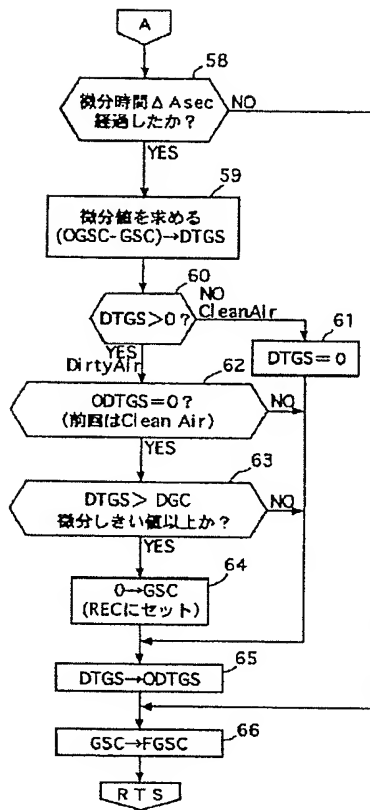 A
58
微分時間ΔAsec
経過したか？
NO
YES
59
微分値を求める
(OGSC-GSC)→DTGS
60
DTGS>0？
NO
CleanAir
YES
DirtyAir
61
DTGS=0
62
ODTGS=0？
(前回はClean Air)
NO
YES
63
DTGS> DGC
微分しきい値以上か？
NO
YES
64
0→GSC
(RECにセット)
65
DTGS→ODTGS
66
GSC→FGSC
RTS